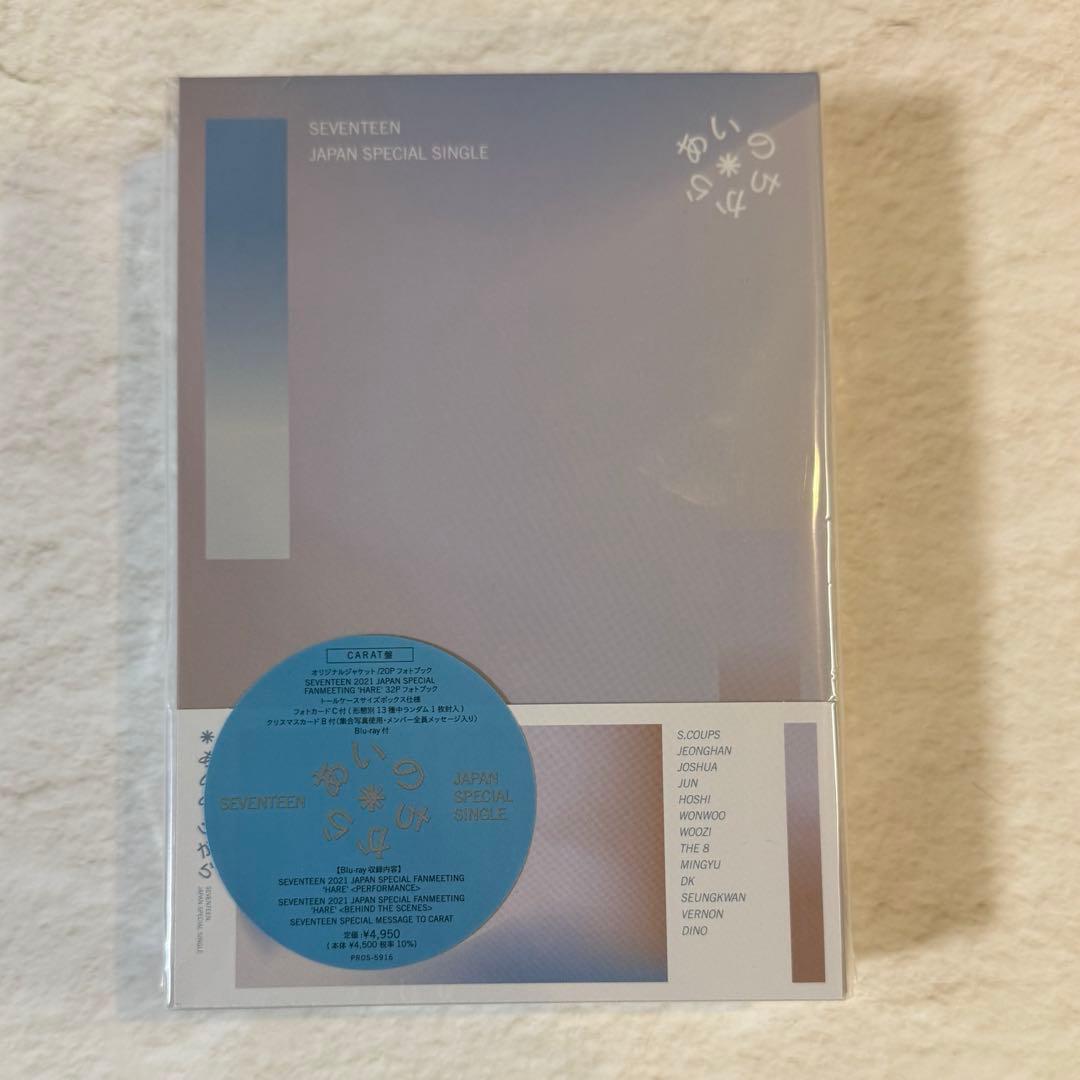 SEVENTEEN
JAPAN SPECIAL SINGLE
あいのちから
CARAT盤
オリジナルジャケット/20P フォトブック
SEVENTEEN 2021 JAPAN SPECIAL
FANMEETING 'HARE' 32P フォトブック
トールケースサイズボックス仕様
フォトカードC付 (形態別13種中ランダム1枚封入)
クリスマスカードB付(集合写真使用・メンバー全員メッセージ入り)
Blu-ray付
SEVENTEEN
あいのちから
JAPAN
SPECIAL
SINGLE
【Blu-ray収録内容】
SEVENTEEN 2021 JAPAN SPECIAL FANMEETING
'HARE' <PERFORMANCE>
SEVENTEEN 2021 JAPAN SPECIAL FANMEETING
'HARE' <BEHIND THE SCENES>
SEVENTEEN SPECIAL MESSAGE TO CARAT
定価:¥4,950
(本体 ¥4,500 税率10%)
PROS-5916
SEVENTEEN
JAPAN SPECIAL SINGLE
S.COUPS
JEONGHAN
JOSHUA
JUN
HOSHI
WONWOO
WOOZI
THE 8
MINGYU
DK
SEUNGKWAN
VERNON
DINO